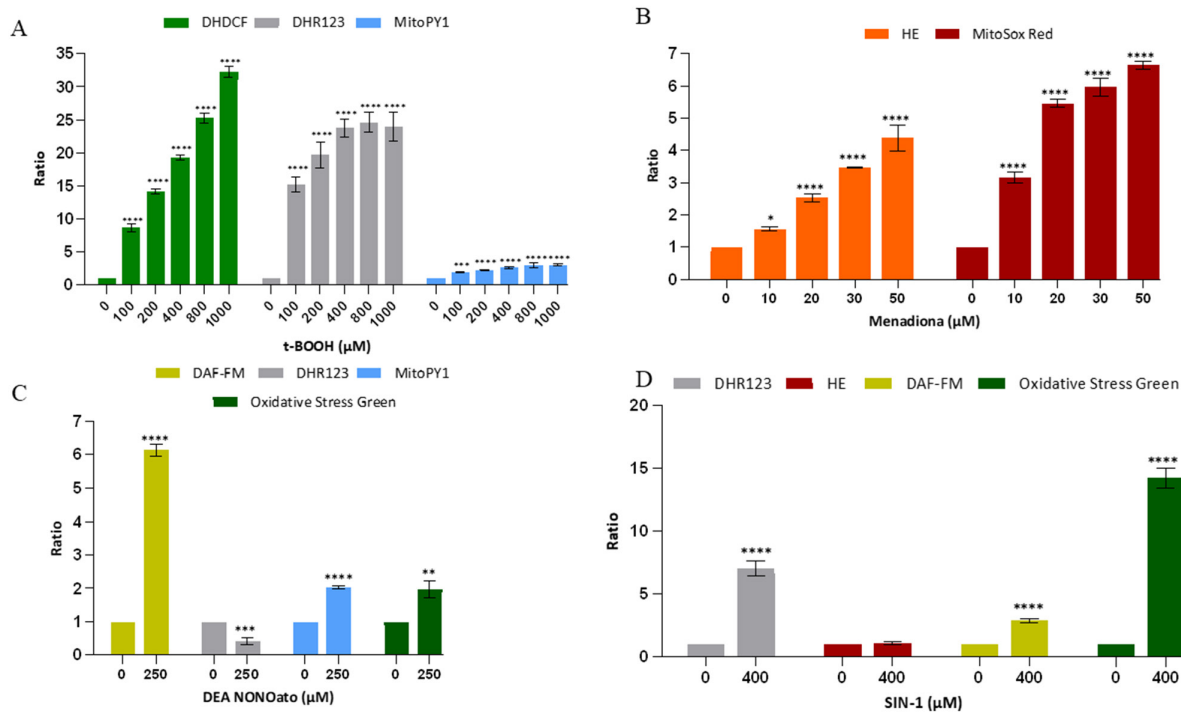 A
DHDCF DHR123 MitoPY1
35
30
25
20
15
10
5
0
Ratio
**** **** **** **** ****
**** **** **** **** ****
*** **** **** **** ****
0 100 200 400 800 1000 0 100 200 400 800 1000 0 100 200 400 800 1000
t-BOOH (µM)
B
HE MitoSox Red
7
6
5
4
3
2
1
0
Ratio
* **** **** ****
**** **** **** ****
0 10 20 30 50 0 10 20 30 50
Menadiona (µM)
C
DAF-FM DHR123 MitoPY1
Oxidative Stress Green
7
6
5
4
3
2
1
0
Ratio
**** *** **** **
0 250 0 250 0 250 0 250
DEA NONOato (µM)
D
DHR123 HE DAF-FM Oxidative Stress Green
20
15
10
5
0
Ratio
**** **** ****
0 400 0 400 0 400 0 400
SIN-1 (µM)